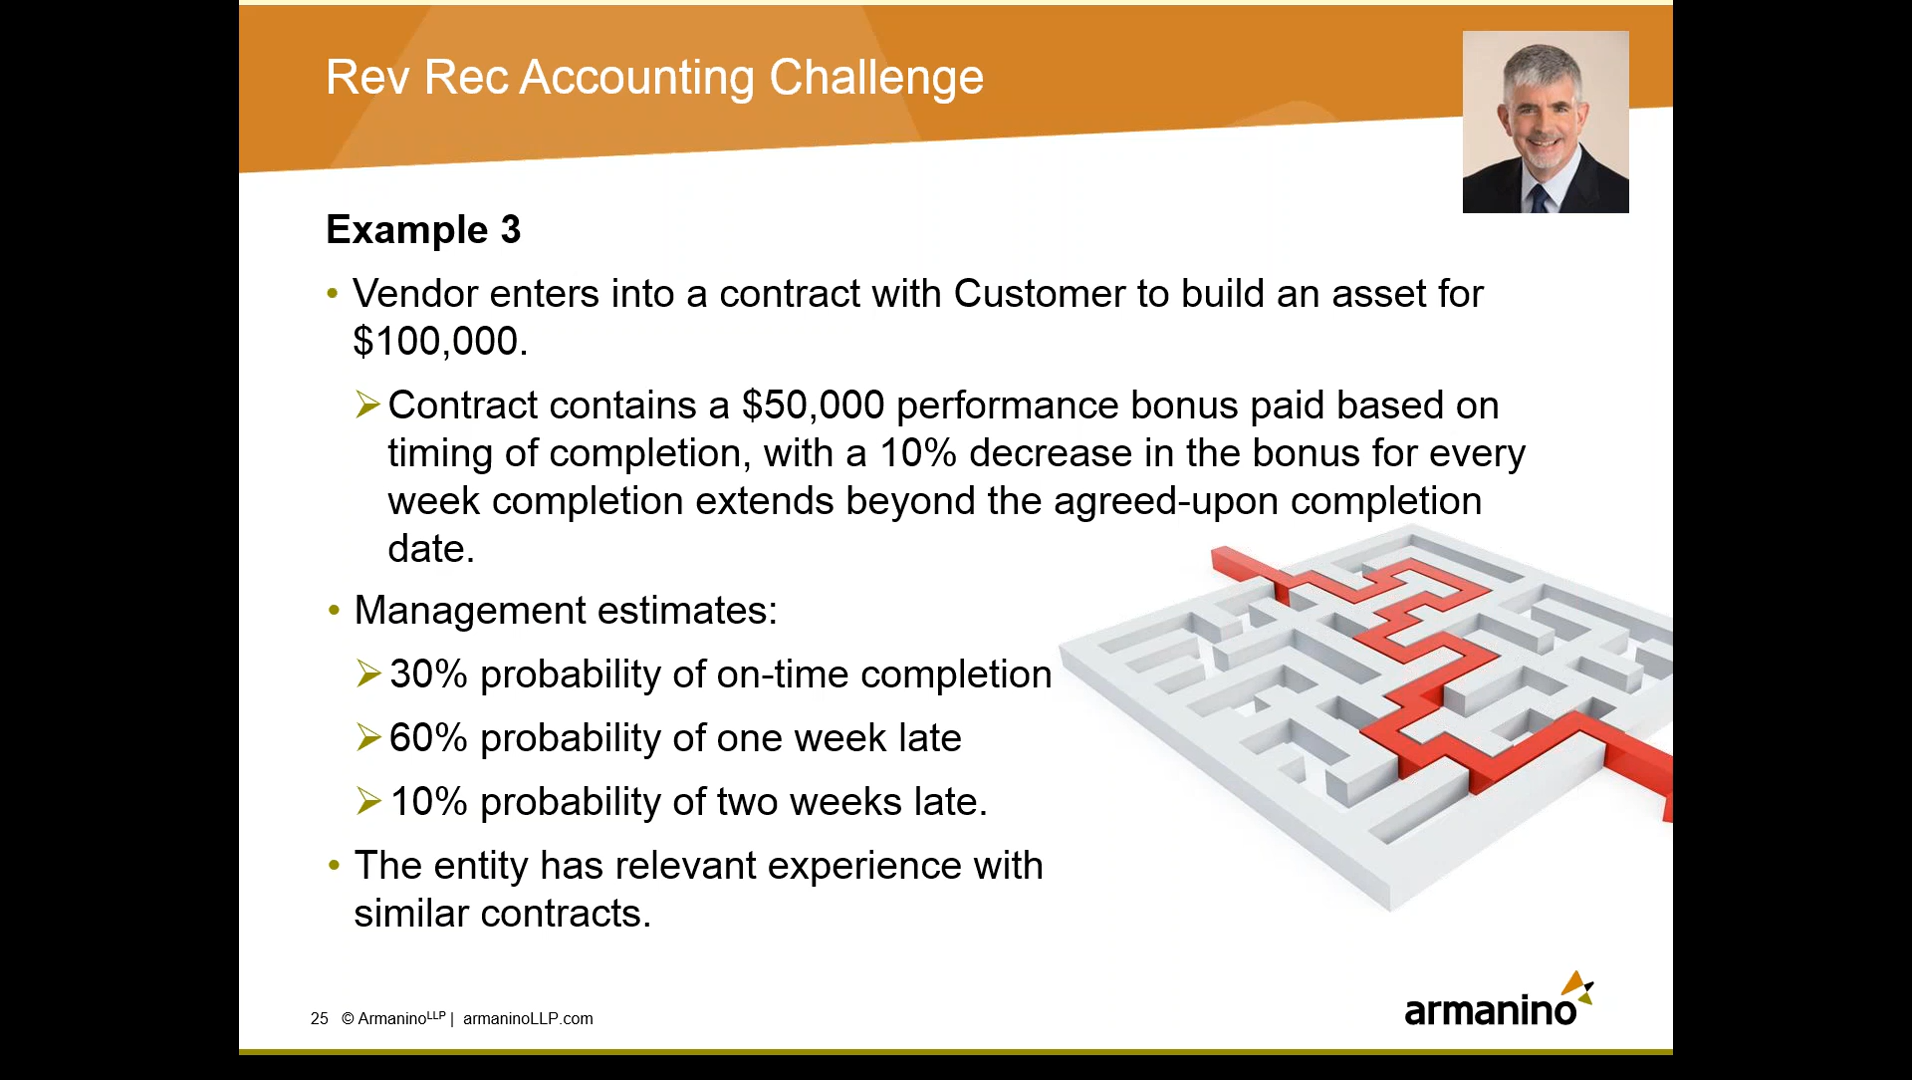 Rev Rec Accounting Challenge
Example 3
• Vendor enters into a contract with Customer to build an asset for
$100,000.
➢ Contract contains a $50,000 performance bonus paid based on
timing of completion, with a 10% decrease in the bonus for every
week completion extends beyond the agreed-upon completion
date.
• Management estimates:
➢ 30% probability of on-time completion
➢ 60% probability of one week late
➢ 10% probability of two weeks late.
• The entity has relevant experience with
similar contracts.
25 © ArmaninoLLP | armaninoLLP.com
armanino